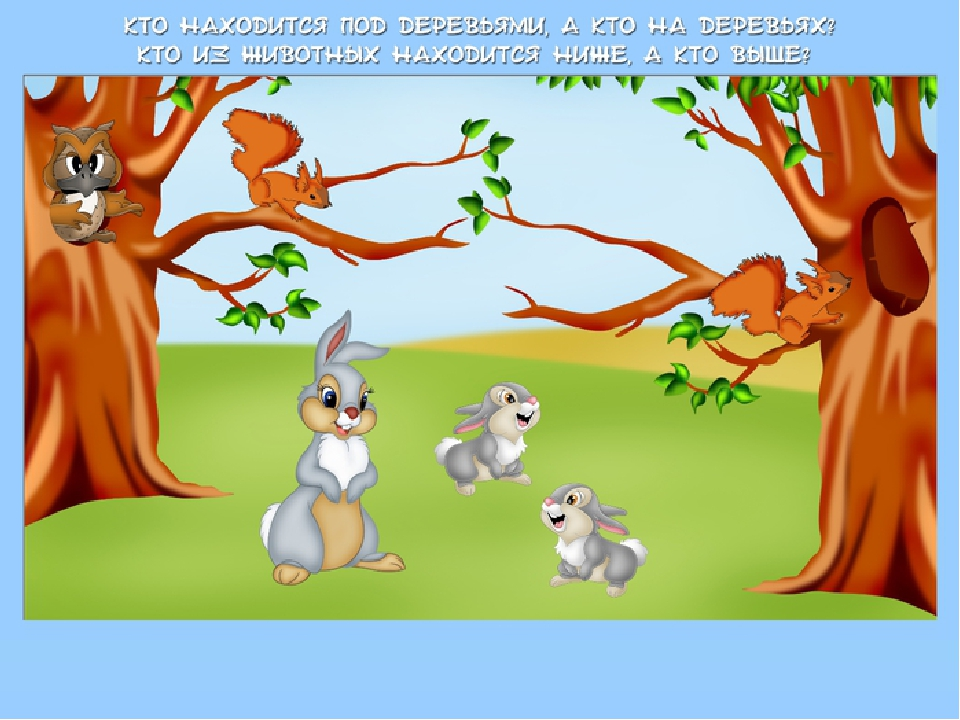 КТО НАХОДИТСЯ ПОД ДЕРЕВЬЯМИ, А КТО НА ДЕРЕВЬЯХ?
КТО ИЗ ЖИВОТНЫХ НАХОДИТСЯ НИЖЕ, А КТО ВЫШЕ?